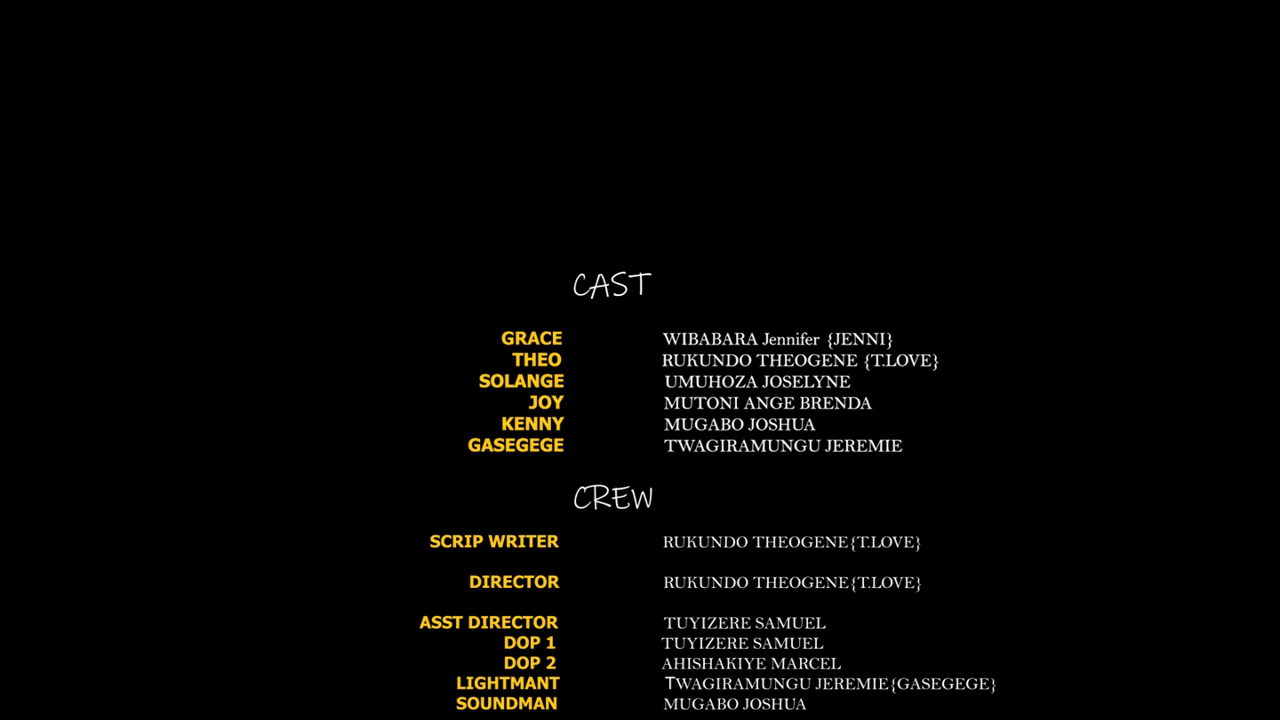 CAST
GRACE WIBABARA Jennifer {JENNI}
THEO RUKUNDO THEOGENE {T.LOVE}
SOLANGE UMUHOZA JOSELYNE
JOY MUTONI ANGE BRENDA
KENNY MUGABO JOSHUA
GASEGEGE TWAGIRAMUNGU JEREMIE
CREW
SCRIP WRITER RUKUNDO THEOGENE{T.LOVE}
DIRECTOR RUKUNDO THEOGENE{T.LOVE}
ASST DIRECTOR TUYIZERE SAMUEL
DOP 1 TUYIZERE SAMUEL
DOP 2 AHISHAKIYE MARCEL
LIGHTMANT TWAGIRAMUNGU JEREMIE{GASEGEGE}
SOUNDMAN MUGABO JOSHUA